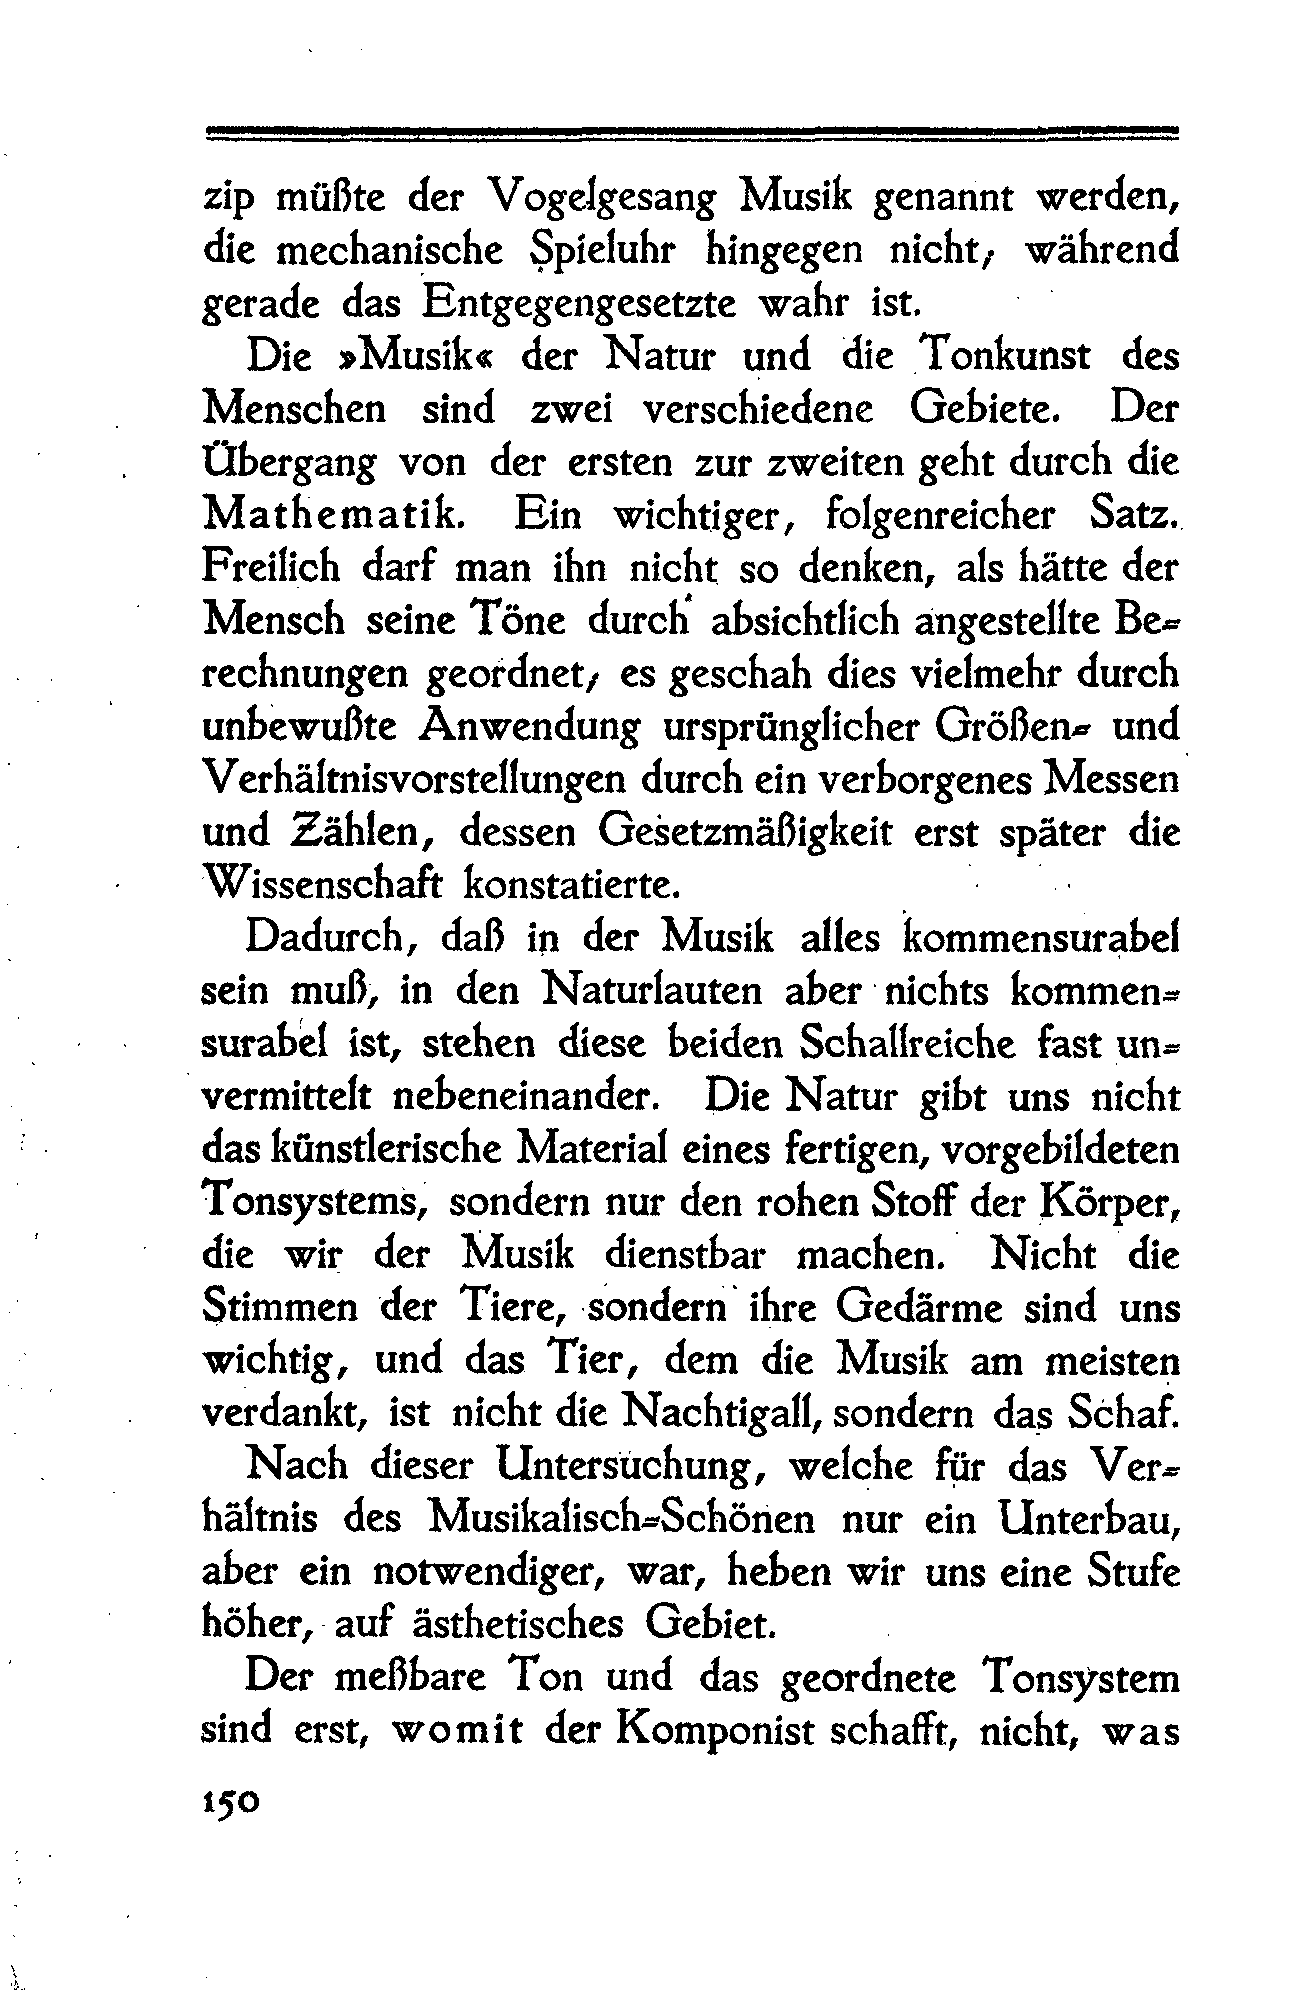 zip müßte der Vogelgesang Musik genannt werden,
die mechanische Spieluhr hingegen nicht, während
gerade das Entgegengesetzte wahr ist.
Die »Musik« der Natur und die Tonkunst des
Menschen sind zwei verschiedene Gebiete. Der
Übergang von der ersten zur zweiten geht durch die
Mathematik. Ein wichtiger, folgenreicher Satz.
Freilich darf man ihn nicht so denken, als hätte der
Mensch seine Töne durch absichtlich angestellte Be-
rechnungen geordnet, es geschah dies vielmehr durch
unbewußte Anwendung ursprünglicher Größen- und
Verhältnisvorstellungen durch ein verborgenes Messen
und Zählen, dessen Gesetzmäßigkeit erst später die
Wissenschaft konstatierte.
Dadurch, daß in der Musik alles kommensurabel
sein muß, in den Naturlauten aber nichts kommen-
surabel ist, stehen diese beiden Schallreiche fast un-
vermittelt nebeneinander. Die Natur gibt uns nicht
das künstlerische Material eines fertigen, vorgebildeten
Tonsystems, sondern nur den rohen Stoff der Körper,
die wir der Musik dienstbar machen. Nicht die
Stimmen der Tiere, sondern ihre Gedärme sind uns
wichtig, und das Tier, dem die Musik am meisten
verdankt, ist nicht die Nachtigall, sondern das Schaf.
Nach dieser Untersuchung, welche für das Ver-
hältnis des Musikalisch-Schönen nur ein Unterbau,
aber ein notwendiger, war, heben wir uns eine Stufe
höher, auf ästhetisches Gebiet.
Der meßbare Ton und das geordnete Tonsystem
sind erst, womit der Komponist schafft, nicht, was
150